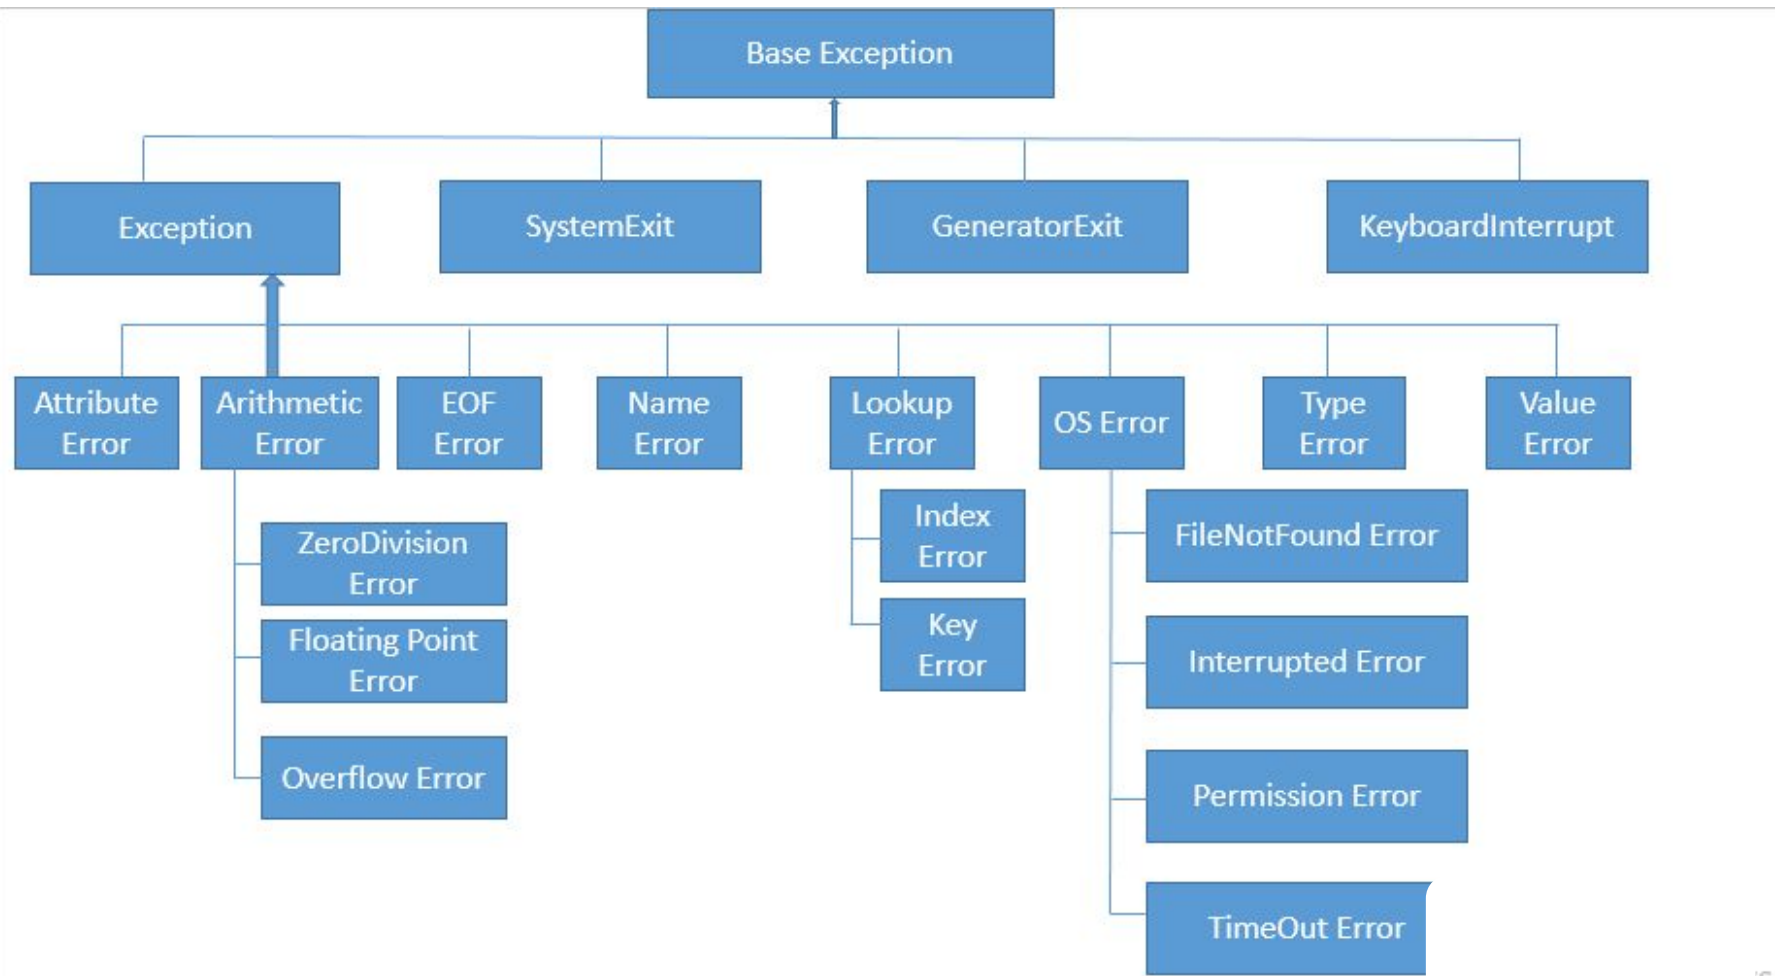 Base Exception
Exception
SystemExit
GeneratorExit
KeyboardInterrupt
Attribute
Error
Arithmetic
Error
EOF
Error
Name
Error
Lookup
Error
OS Error
Type
Error
Value
Error
ZeroDivision
Error
Floating Point
Error
Overflow Error
Index
Error
Key
Error
FileNotFound Error
Interrupted Error
Permission Error
TimeOut Error